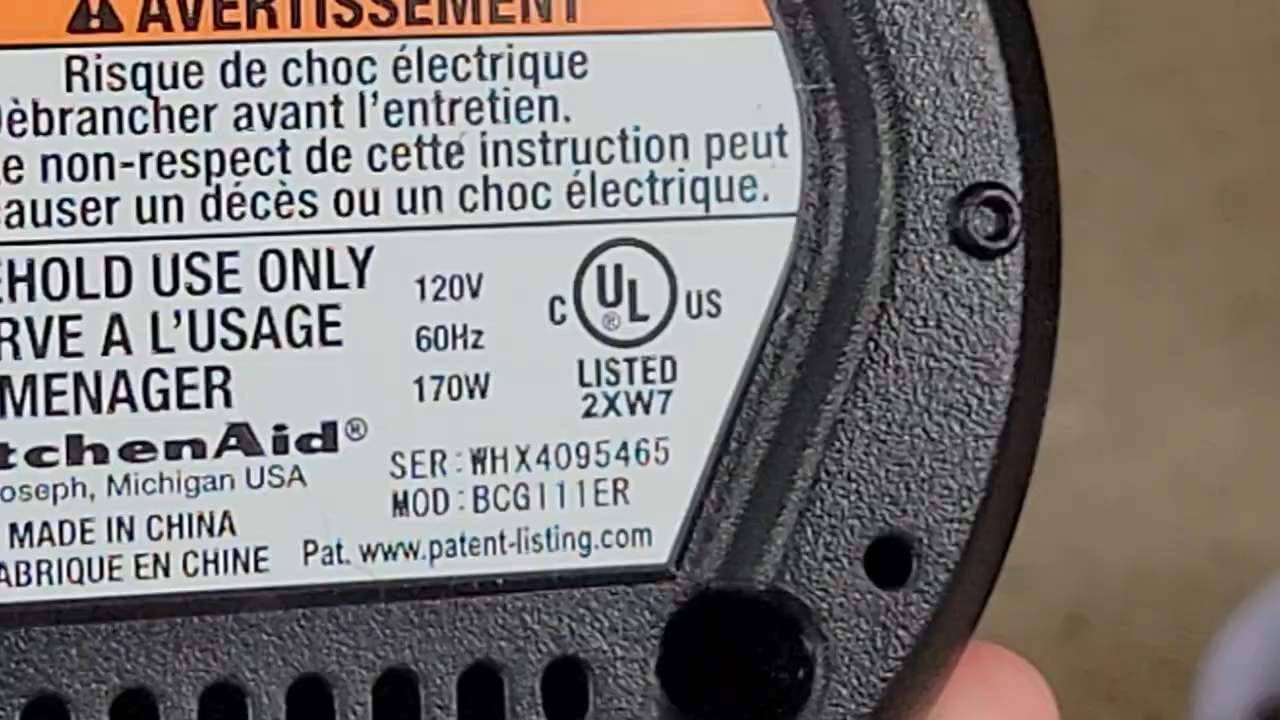 AVERTISSEMENT
Risque de choc électrique
èbrancher avant l'entretien.
e non-respect de cette instruction peut
auser un décès ou un choc électrique.
EHOLD USE ONLY
RVE A L'USAGE
MENAGER
120V
60Hz
170W
C UL® US
LISTED
2XW7
tchenAid®
oseph, Michigan USA
MADE IN CHINA
ABRIQUE EN CHINE
SER:WHX4095465
MOD:BCG111ER
Pat. www.patent-listing.com